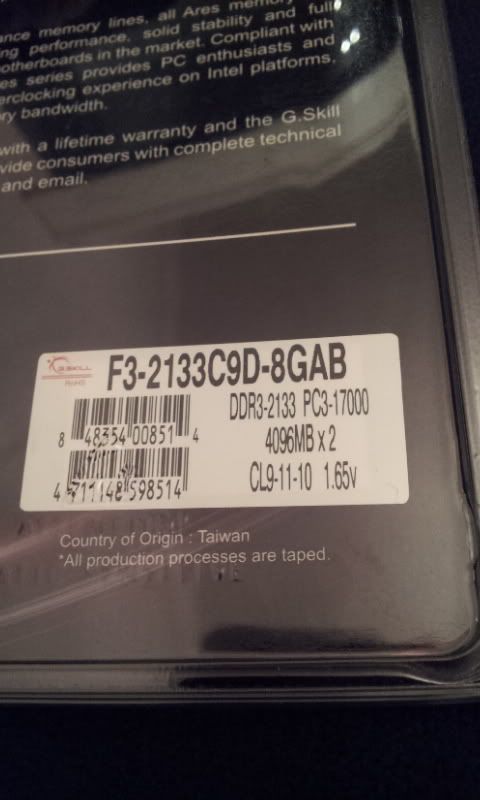 ance memory lines, all Ares memory
ing performance, solid stability and full
otherboards in the market. Compliant with
es series provides PC enthusiasts and
erclocking experience on Intel platforms,
ry bandwidth.
with a lifetime warranty and the G.Skill
vide consumers with complete technical
and email.
G.SKILL
F3-2133C9D-8GAB
RoHS
DDR3-2133 PC3-17000
8 48354 00851 4
4096MB x 2
4 711148 598514
CL9-11-10 1.65v
Country of Origin : Taiwan
*All production processes are taped.